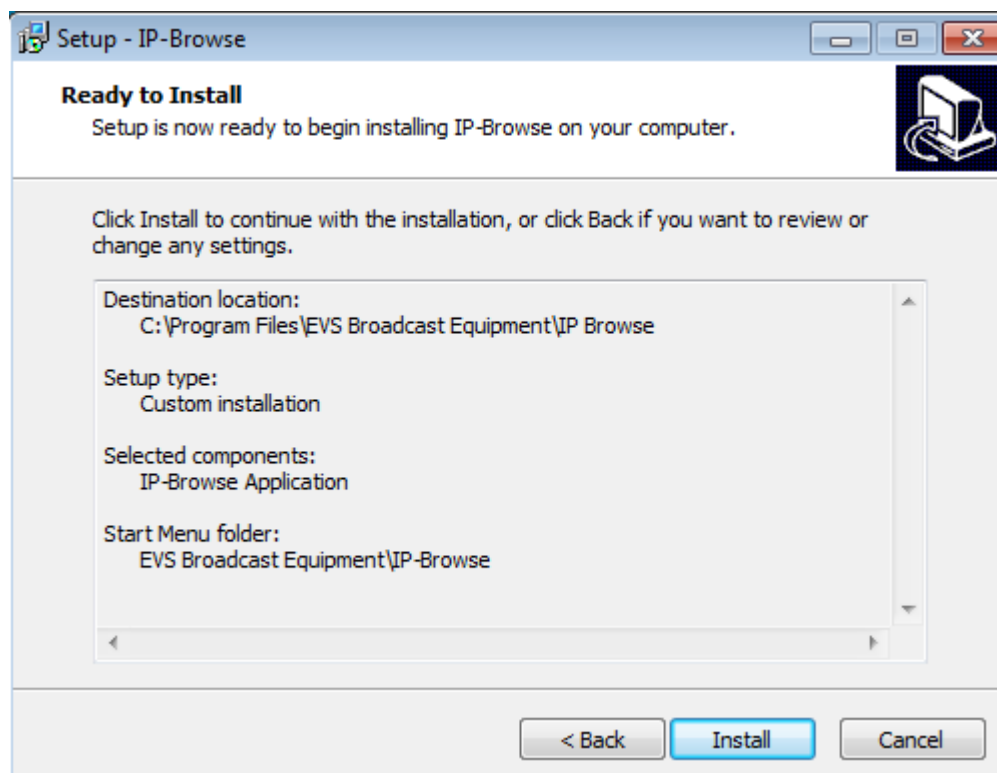 Setup - IP-Browse
Ready to Install
Setup is now ready to begin installing IP-Browse on your computer.
Click Install to continue with the installation, or click Back if you want to review or
change any settings.
Destination location:
C:\Program Files\EVS Broadcast Equipment\IP Browse
Setup type:
Custom installation
Selected components:
IP-Browse Application
Start Menu folder:
EVS Broadcast Equipment\IP-Browse
< Back
Install
Cancel